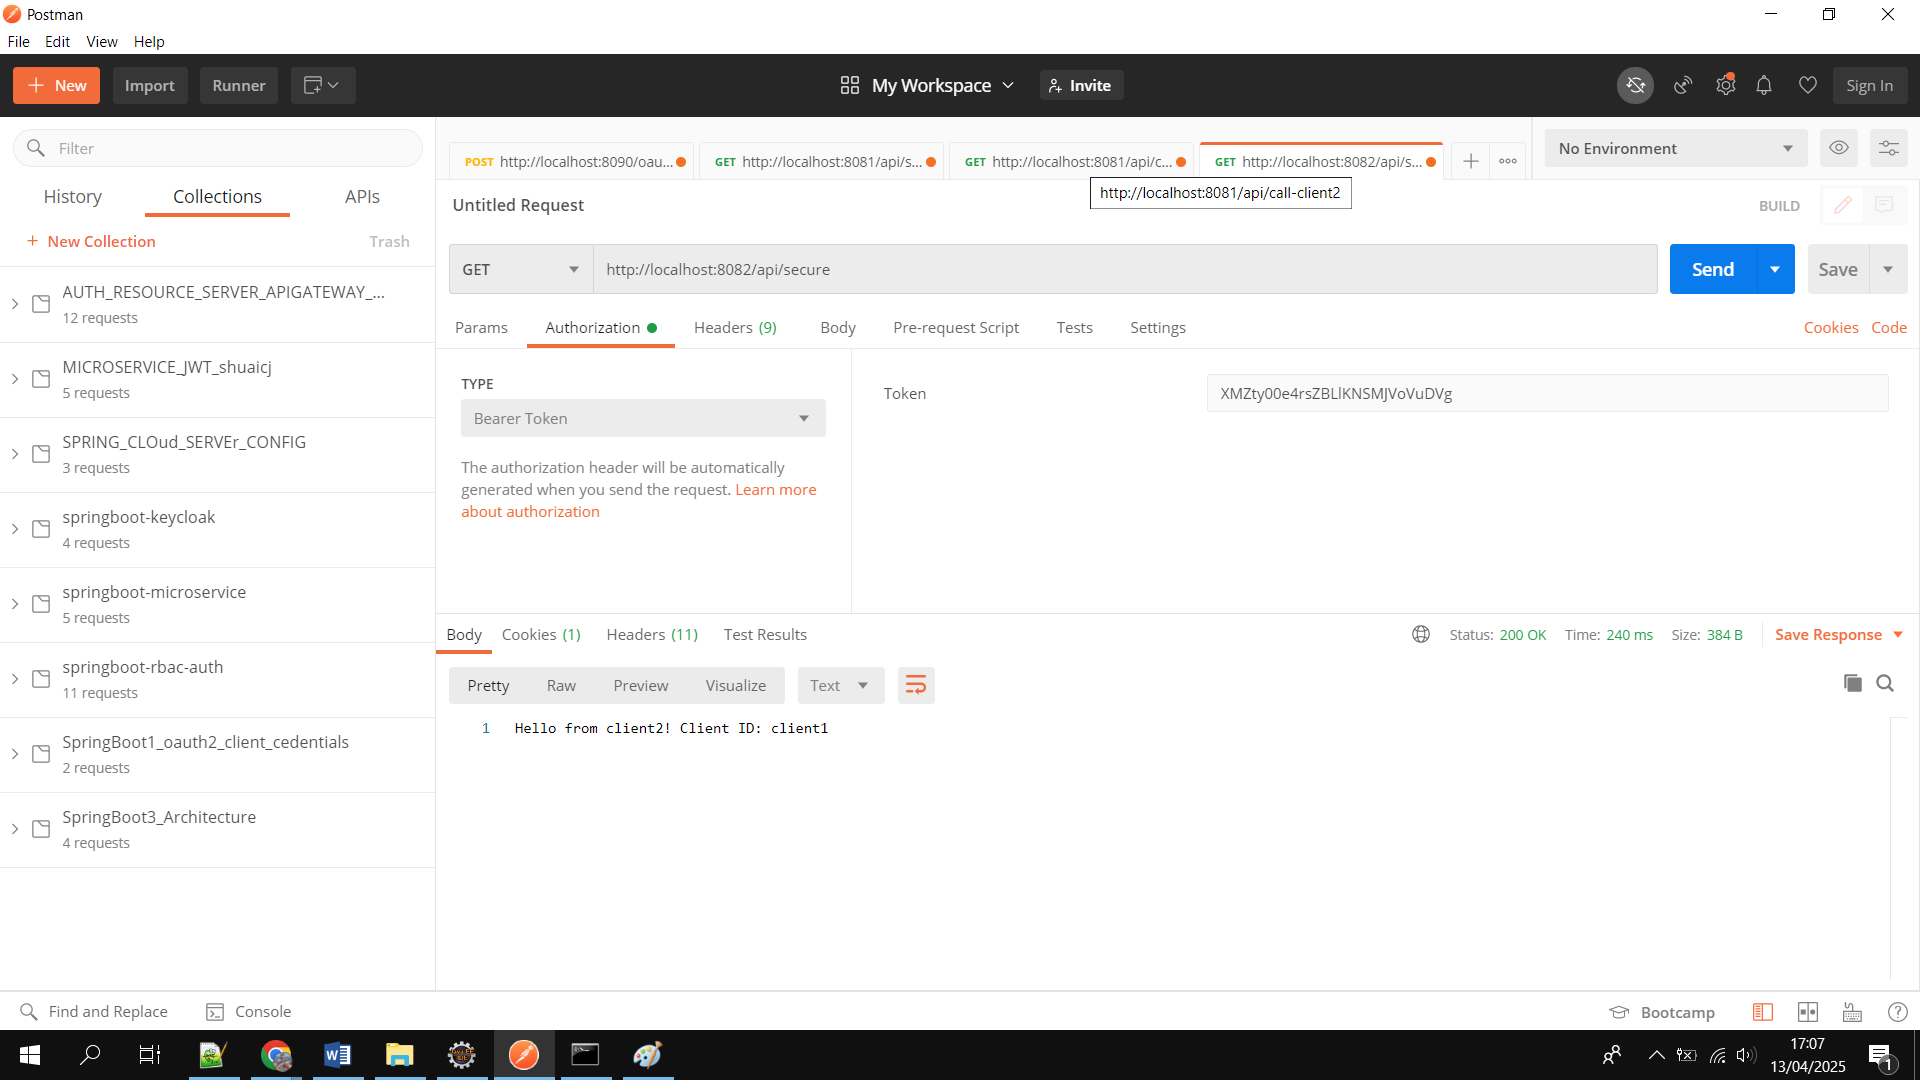 Postman
File Edit View Help
New Import Runner My Workspace Invite Sign In
Filter
History Collections APIs
+ New Collection Trash
AUTH_RESOURCE_SERVER_APIGATEWAY_...
12 requests
MICROSERVICE_JWT_shuaicj
5 requests
SPRING_CLOud_SERVEr_CONFIG
3 requests
springboot-keycloak
4 requests
springboot-microservice
5 requests
springboot-rbac-auth
11 requests
SpringBoot1_oauth2_client_cedentials
2 requests
SpringBoot3_Architecture
4 requests
POST http://localhost:8090/oau... GET http://localhost:8081/api/s... GET http://localhost:8081/api/c... GET http://localhost:8082/api/s... No Environment
http://localhost:8081/api/call-client2
Untitled Request BUILD
GET http://localhost:8082/api/secure Send Save
Params Authorization Headers (9) Body Pre-request Script Tests Settings Cookies Code
TYPE
Bearer Token
The authorization header will be automatically
generated when you send the request. Learn more
about authorization
Token XMZty00e4rsZBLlKNSMJVoVuDVg
Body Cookies (1) Headers (11) Test Results Status: 200 OK Time: 240 ms Size: 384 B Save Response
Pretty Raw Preview Visualize Text
1 Hello from client2! Client ID: client1
Find and Replace Console Bootcamp
17:07
13/04/2025
1